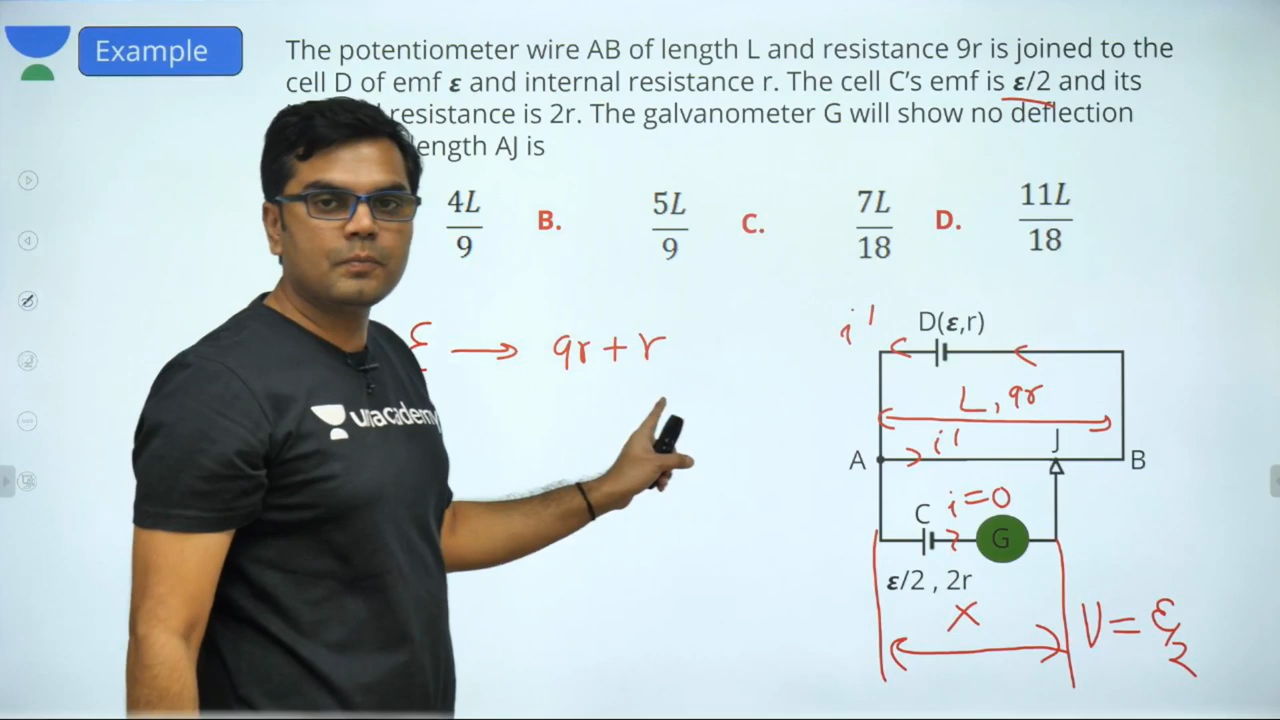 Example
The potentiometer wire AB of length L and resistance 9r is joined to the
cell D of emf ε and internal resistance r. The cell C's emf is ε/2 and its
resistance is 2r. The galvanometer G will show no deflection
length AJ is
4L/9 B. 5L/9 C. 7L/18 D. 11L/18
ε → 9r + r
i'
D(ε,r)
L, 9r
i'
J
A
B
i=0
C
G
ε/2 , 2r
x
V = ε/2
unacademy